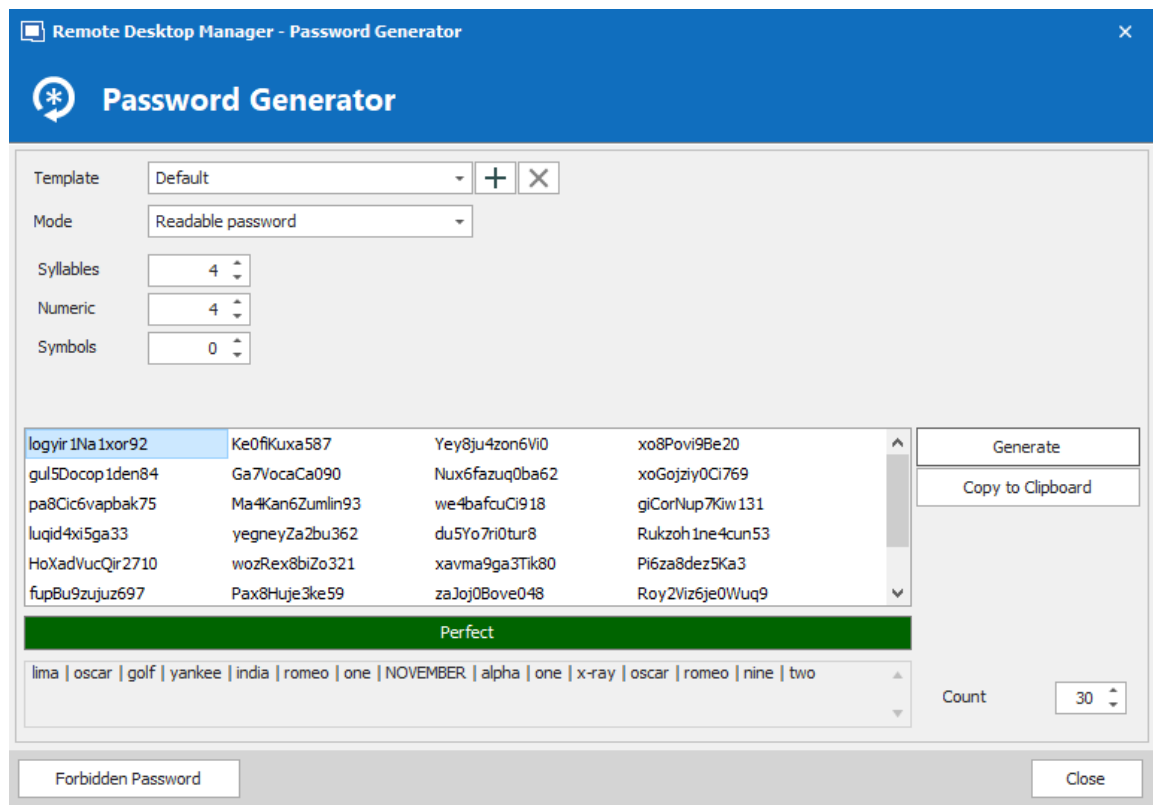 Remote Desktop Manager - Password Generator
Password Generator
Template Default
Mode Readable password
Syllables 4
Numeric 4
Symbols 0
logyir1Na1xor92 Ke0fiKuxa587 Yey8ju4zon6Vi0 xo8Povi9Be20
gul5Docop1den84 Ga7VocaCa090 Nux6fazuq0ba62 xoGojziy0Ci769
pa8Cic6vapbak75 Ma4Kan6Zumlin93 we4bafcuCi918 giCorNup7Kiw131
luqid4xi5ga33 yegneyZa2bu362 du5Yo7ri0tur8 Rukzoh1ne4cun53
HoXadVucQir2710 wozRex8biZo321 xavma9ga3Tik80 Pi6za8dez5Ka3
fupBu9zujuz697 Pax8Huje3ke59 zaJoj0Bove048 Roy2Viz6je0Wuq9
Generate
Copy to Clipboard
Perfect
lima | oscar | golf | yankee | india | romeo | one | NOVEMBER | alpha | one | x-ray | oscar | romeo | nine | two
Count 30
Forbidden Password
Close